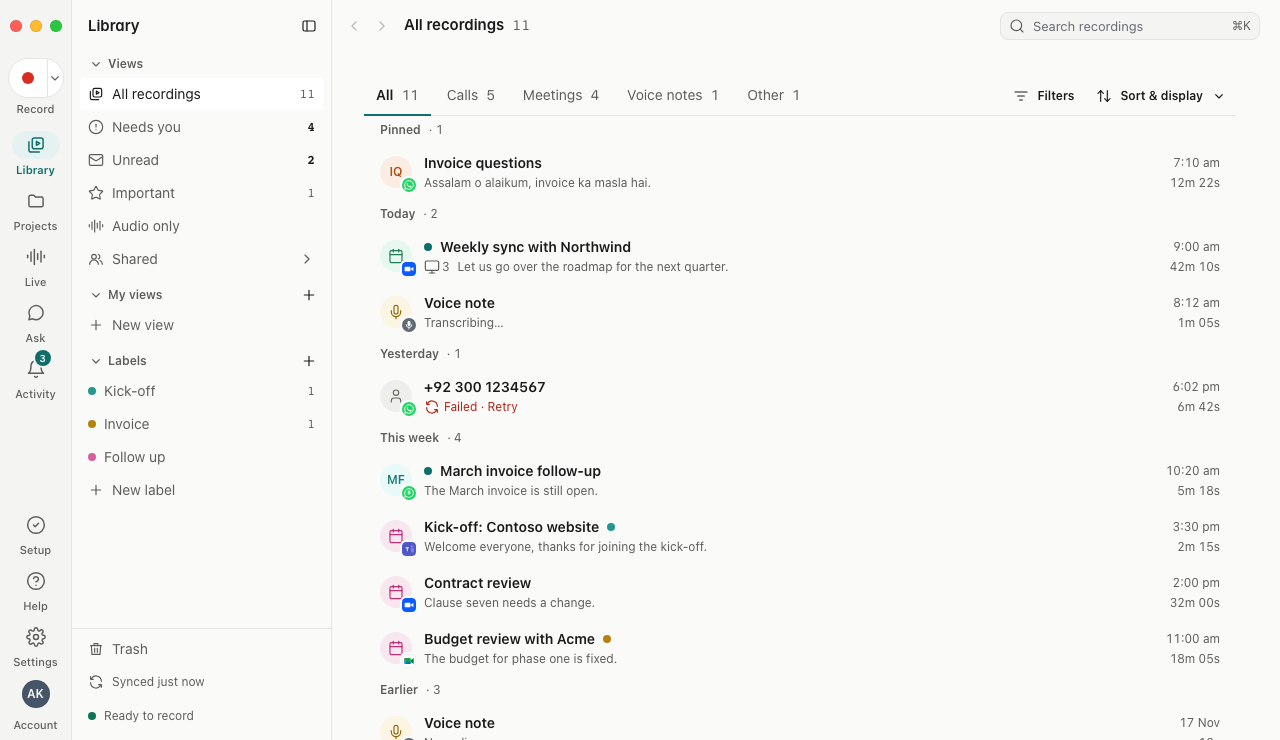 Library
Record
Library
Projects
Live
Ask
3
Activity
Setup
Help
Settings
AK
Account
Views
All recordings 11
Needs you 4
Unread 2
Important 1
Audio only
Shared
My views
New view
Labels
Kick-off 1
Invoice 1
Follow up
New label
Trash
Synced just now
Ready to record
All recordings 11
Search recordings ⌘K
All 11 Calls 5 Meetings 4 Voice notes 1 Other 1
Filters Sort & display
Pinned · 1
IQ Invoice questions 7:10 am
Assalam o alaikum, invoice ka masla hai. 12m 22s
Today · 2
Weekly sync with Northwind 9:00 am
3 Let us go over the roadmap for the next quarter. 42m 10s
Voice note 8:12 am
Transcribing... 1m 05s
Yesterday · 1
+92 300 1234567 6:02 pm
Failed · Retry 6m 42s
This week · 4
MF March invoice follow-up 10:20 am
The March invoice is still open. 5m 18s
Kick-off: Contoso website 3:30 pm
Welcome everyone, thanks for joining the kick-off. 2m 15s
Contract review 2:00 pm
Clause seven needs a change. 32m 00s
Budget review with Acme 11:00 am
The budget for phase one is fixed. 18m 05s
Earlier · 3
Voice note 17 Nov